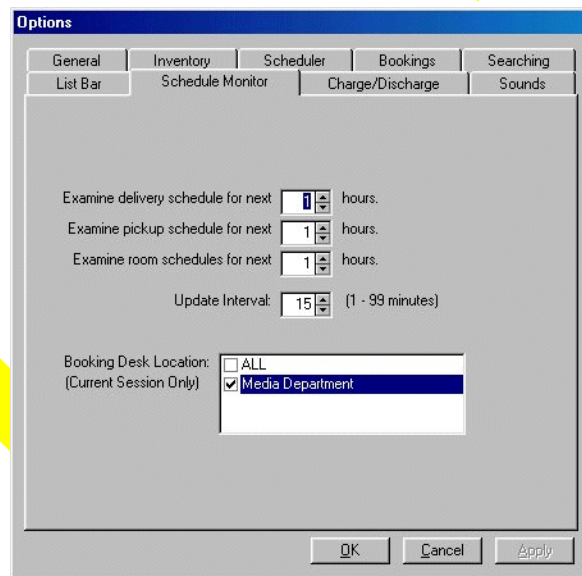 Options
General Inventory Scheduler Bookings Searching
List Bar Schedule Monitor Charge/Discharge Sounds
Examine delivery schedule for next 1 hours.
Examine pickup schedule for next 1 hours.
Examine room schedules for next 1 hours.
Update Interval: 15 (1 - 99 minutes)
Booking Desk Location: ALL
(Current Session Only) Media Department
OK Cancel Apply